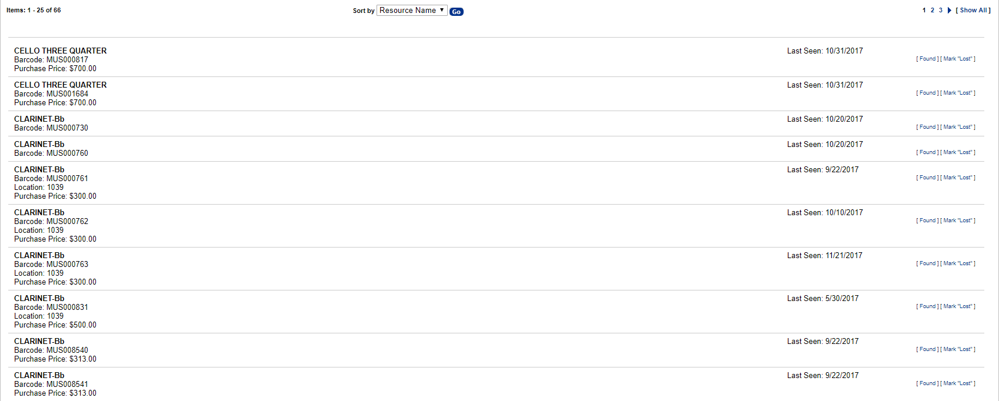 Items: 1 - 25 of 66
Sort by Resource Name Go
1 2 3 [ Show All ]
CELLO THREE QUARTER
Barcode: MUS000817
Purchase Price: $700.00
Last Seen: 10/31/2017
[ Found ] [ Mark "Lost" ]
CELLO THREE QUARTER
Barcode: MUS001684
Purchase Price: $700.00
Last Seen: 10/31/2017
[ Found ] [ Mark "Lost" ]
CLARINET-Bb
Barcode: MUS000730
Last Seen: 10/20/2017
[ Found ] [ Mark "Lost" ]
CLARINET-Bb
Barcode: MUS000760
Last Seen: 10/20/2017
[ Found ] [ Mark "Lost" ]
CLARINET-Bb
Barcode: MUS000761
Location: 1039
Purchase Price: $300.00
Last Seen: 9/22/2017
[ Found ] [ Mark "Lost" ]
CLARINET-Bb
Barcode: MUS000762
Location: 1039
Purchase Price: $300.00
Last Seen: 10/10/2017
[ Found ] [ Mark "Lost" ]
CLARINET-Bb
Barcode: MUS000763
Location: 1039
Purchase Price: $300.00
Last Seen: 11/21/2017
[ Found ] [ Mark "Lost" ]
CLARINET-Bb
Barcode: MUS000831
Location: 1039
Purchase Price: $500.00
Last Seen: 5/30/2017
[ Found ] [ Mark "Lost" ]
CLARINET-Bb
Barcode: MUS008540
Purchase Price: $313.00
Last Seen: 9/22/2017
[ Found ] [ Mark "Lost" ]
CLARINET-Bb
Barcode: MUS008541
Purchase Price: $313.00
Last Seen: 9/22/2017
[ Found ] [ Mark "Lost" ]